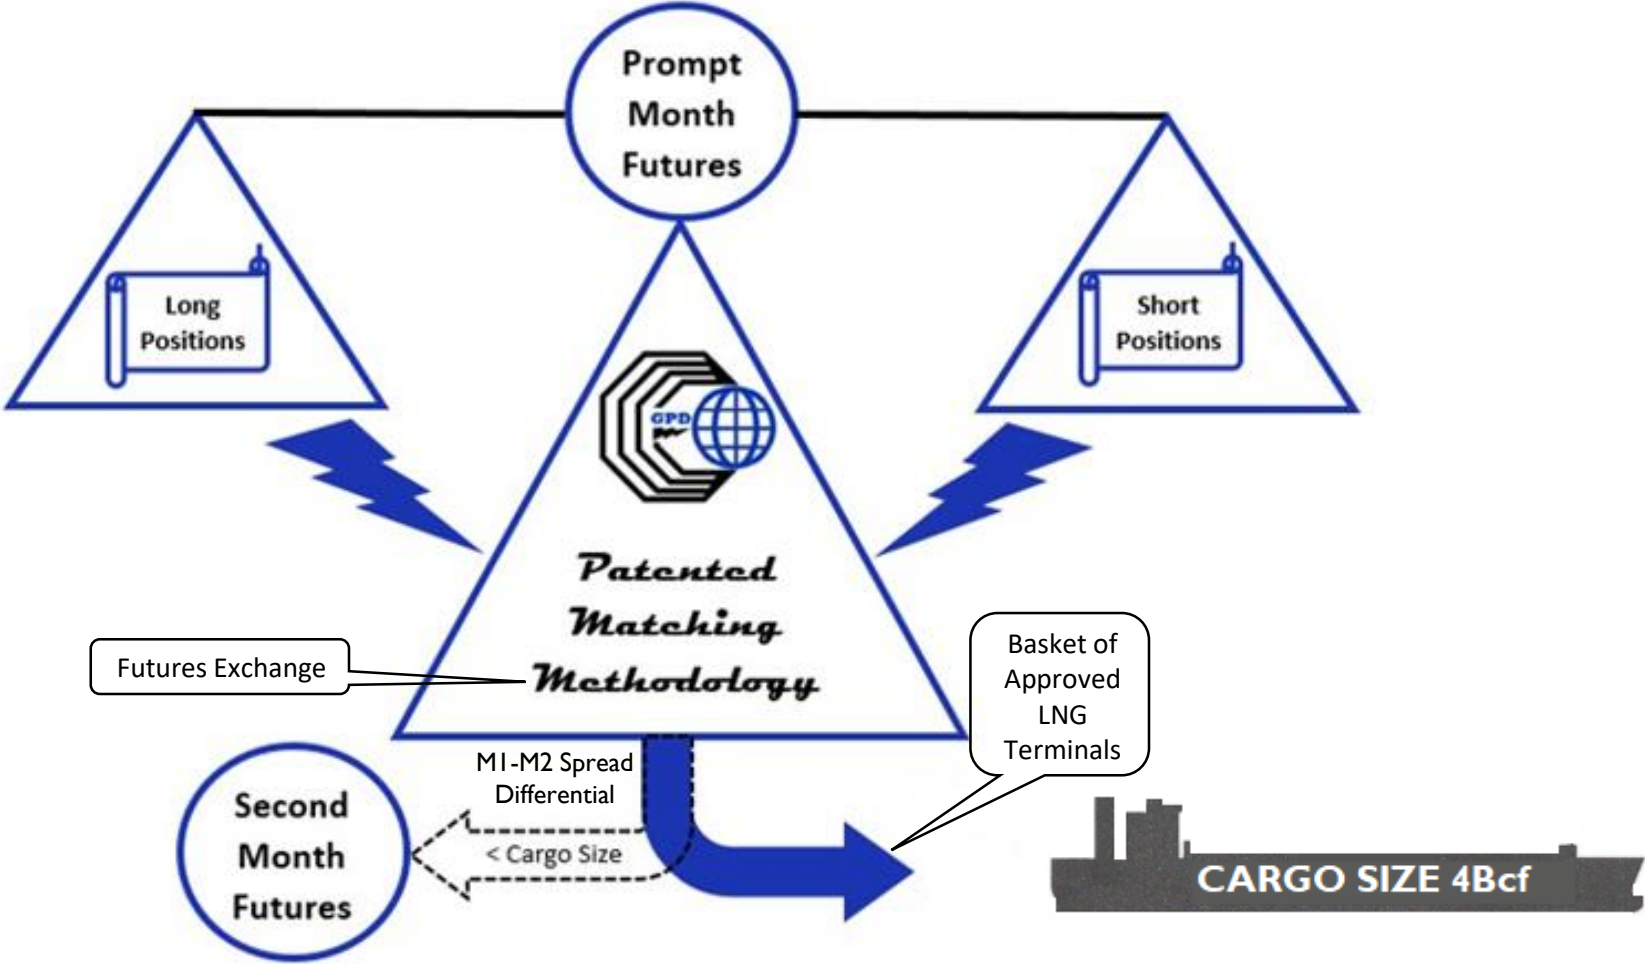 Prompt
Month
Futures
Long
Positions
Short
Positions
GPD
Patented
Matching
Methodology
Futures Exchange
Basket of
Approved
LNG
Terminals
M1-M2 Spread
Differential
< Cargo Size
Second
Month
Futures
CARGO SIZE 4Bcf